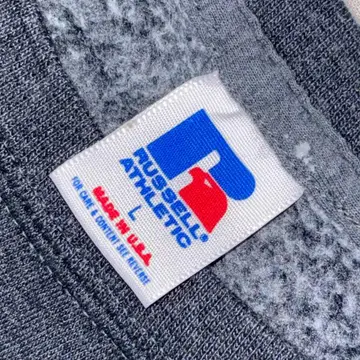 RUSSELL®
ATHLETIC
L
MADE IN U.S.A.
FOR CARE & CONTENT SEE REVERSE